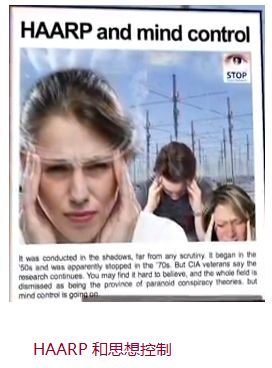 HAARP and mind control
STOP
It was conducted in the shadows, far from any scrutiny. It began in the
'50s and was apparently stopped in the '70s. But CIA veterans say the
research continues. You may find it hard to believe, and the whole field is
dismissed as being the province of paranoid conspiracy theories. but
mind control is going on.
HAARP 和思想控制